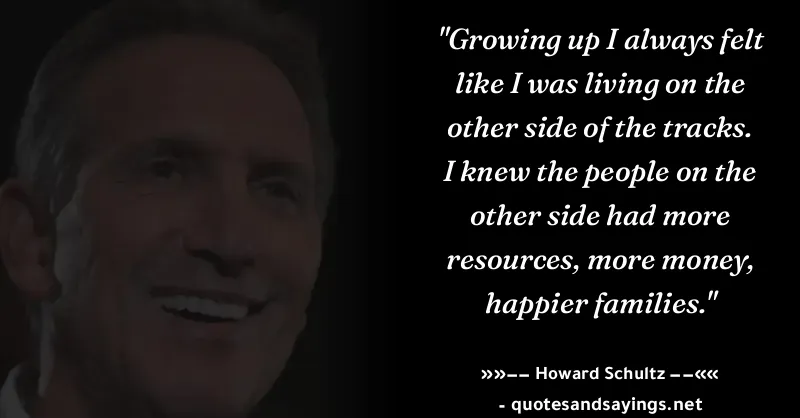 "Growing up I always felt
like I was living on the
other side of the tracks.
I knew the people on the
other side had more
resources, more money,
happier families."
»»−− Howard Schultz −−««
- quotesandsayings.net